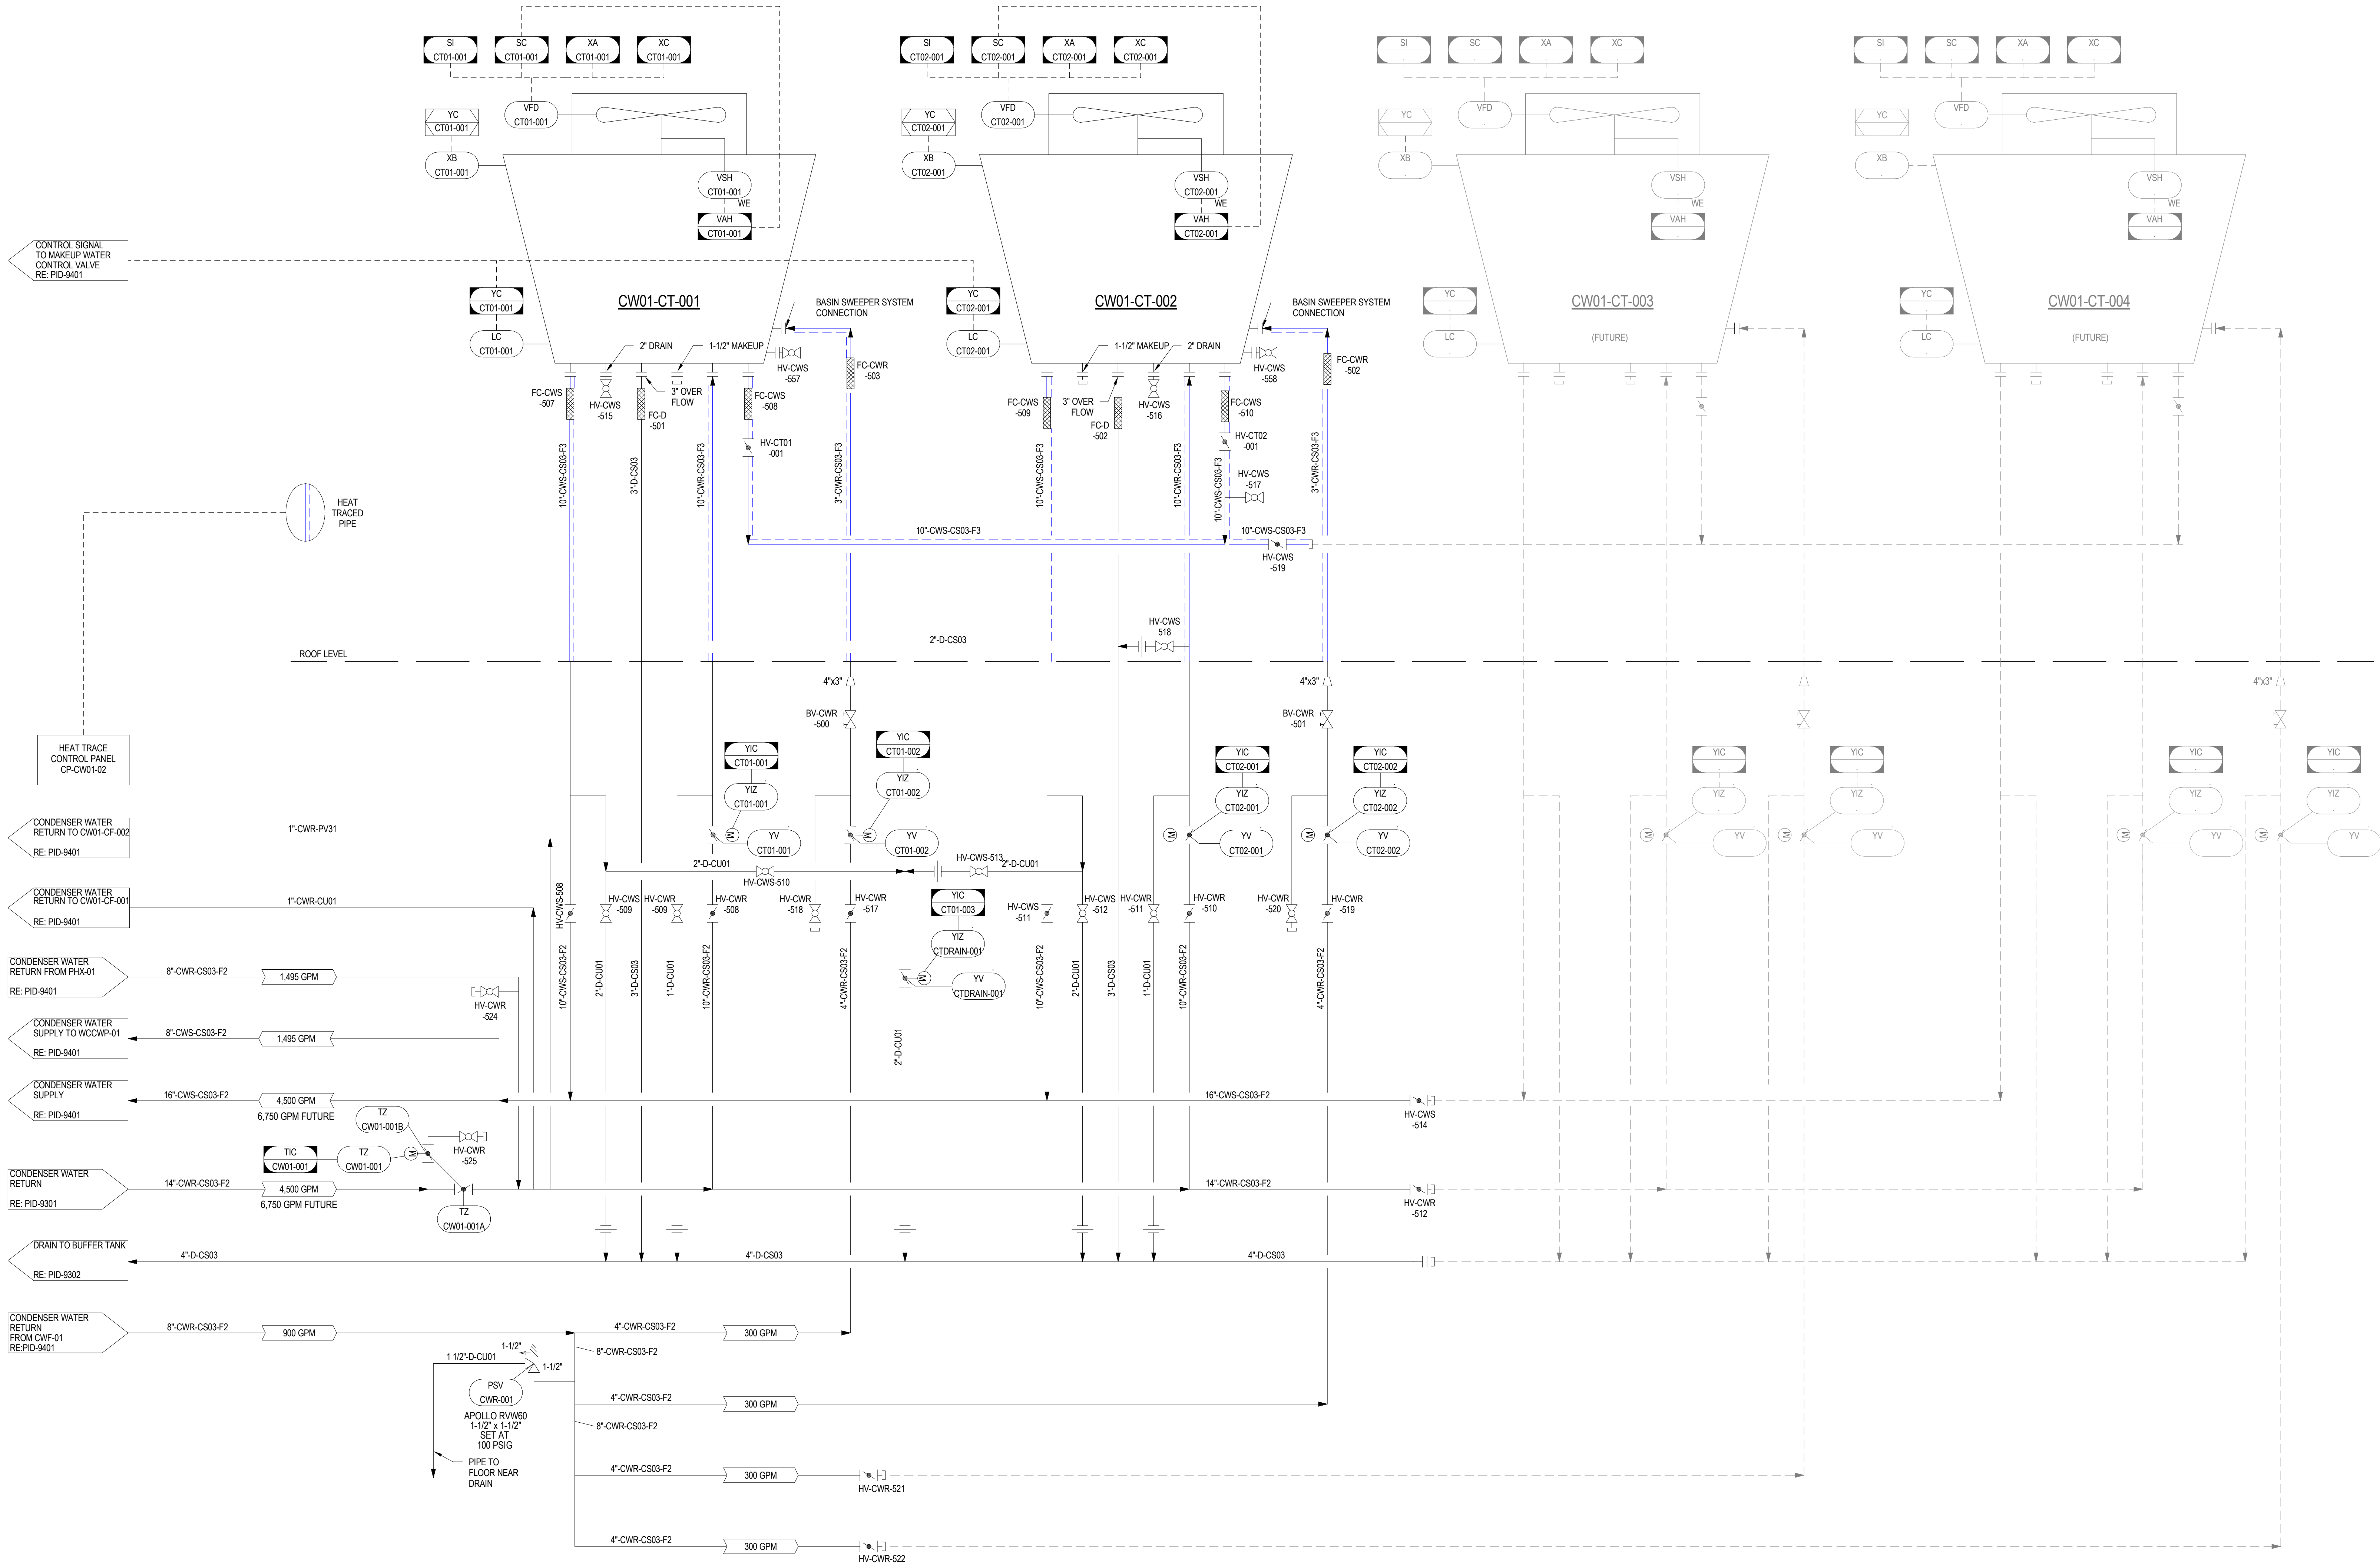 SI
CT01-001
SC
CT01-001
XA
CT01-001
XC
CT01-001
SI
CT02-001
SC
CT02-001
XA
CT02-001
XC
CT02-001
SI
SC
XA
XC
SI
SC
XA
XC
VFD
CT01-001
YC
CT01-001
XB
CT01-001
VSH
CT01-001
WE
VAH
CT01-001
VFD
CT02-001
YC
CT02-001
XB
CT02-001
VSH
CT02-001
WE
VAH
CT02-001
VFD
YC
XB
VSH
WE
VAH
VFD
YC
XB
VSH
WE
VAH
CONTROL SIGNAL
TO MAKEUP WATER
CONTROL VALVE
RE: PID-9401
YC
CT01-001
LC
CT01-001
CW01-CT-001
BASIN SWEEPER SYSTEM
CONNECTION
2" DRAIN
1-1/2" MAKEUP
YC
CT02-001
LC
CT02-001
CW01-CT-002
BASIN SWEEPER SYSTEM
CONNECTION
1-1/2" MAKEUP
2" DRAIN
YC
LC
CW01-CT-003
(FUTURE)
YC
LC
CW01-CT-004
(FUTURE)
FC-CWS
-507
HV-CWS
-515
3" OVER
FLOW
FC-D
-501
FC-CWS
-508
HV-CWS
-557
FC-CWR
-503
HV-CT01
-001
FC-CWS
-509
3" OVER
FLOW
FC-D
-502
HV-CWS
-516
FC-CWS
-510
HV-CWS
-558
FC-CWR
-502
HV-CT02
-001
HV-CWS
-517
10"-CWS-CS03-F3
3"-D-CS03
10"-CWR-CS03-F3
3"-CWR-CS03-F3
10"-CWS-CS03-F3
10"-CWR-CS03-F3
10"-CWS-CS03-F3
3"-CWR-CS03-F3
HEAT
TRACED
PIPE
10"-CWS-CS03-F3
10"-CWS-CS03-F3
HV-CWS
-519
HV-CWS
518
2"-D-CS03
ROOF LEVEL
4"x3"
4"x3"
4"x3"
BV-CWR
-500
BV-CWR
-501
HEAT TRACE
CONTROL PANEL
CP-CW01-02
YIC
CT01-001
YIZ
CT01-001
M
YV
CT01-001
YIC
CT01-002
YIZ
CT01-002
M
YV
CT01-002
YIC
CT02-001
YIZ
CT02-001
M
YV
CT02-001
YIC
CT02-002
YIZ
CT02-002
M
YV
CT02-002
YIC
YIZ
M
YV
YIC
YIZ
M
YV
YIC
YIZ
M
YV
YIC
YIZ
M
YV
CONDENSER WATER
RETURN TO CW01-CF-002
RE: PID-9401
1"-CWR-PV31
2"-D-CU01
HV-CWS-510
HV-CWS-513
2"-D-CU01
CONDENSER WATER
RETURN TO CW01-CF-001
RE: PID-9401
1"-CWR-CU01
HV-CWS-508
HV-CWS
-509
HV-CWR
-509
HV-CWR
-508
HV-CWR
-518
HV-CWR
-517
YIC
CT01-003
YIZ
CTDRAIN-001
M
YV
CTDRAIN-001
HV-CWS
-511
HV-CWS
-512
HV-CWR
-511
HV-CWR
-510
HV-CWR
-520
HV-CWR
-519
10"-CWS-CS03-F2
2"-D-CU01
3"-D-CS03
1"-D-CU01
10"-CWR-CS03-F2
4"-CWR-CS03-F2
2"-D-CU01
10"-CWS-CS03-F2
2"-D-CU01
3"-D-CS03
1"-D-CU01
10"-CWR-CS03-F2
4"-CWR-CS03-F2
CONDENSER WATER
RETURN FROM PHX-01
RE: PID-9401
8"-CWR-CS03-F2
1,495 GPM
HV-CWR
-524
CONDENSER WATER
SUPPLY TO WCCWP-01
RE: PID-9401
8"-CWS-CS03-F2
1,495 GPM
CONDENSER WATER
SUPPLY
RE: PID-9401
16"-CWS-CS03-F2
4,500 GPM
6,750 GPM FUTURE
16"-CWS-CS03-F2
HV-CWS
-514
TZ
CW01-001B
HV-CWR
-525
TIC
CW01-001
TZ
CW01-001
M
CONDENSER WATER
RETURN
RE: PID-9301
14"-CWR-CS03-F2
4,500 GPM
6,750 GPM FUTURE
TZ
CW01-001A
14"-CWR-CS03-F2
HV-CWR
-512
DRAIN TO BUFFER TANK
RE: PID-9302
4"-D-CS03
4"-D-CS03
4"-D-CS03
CONDENSER WATER
RETURN
FROM CWF-01
RE:PID-9401
8"-CWR-CS03-F2
900 GPM
4"-CWR-CS03-F2
300 GPM
8"-CWR-CS03-F2
1 1/2"-D-CU01
1-1/2"
1-1/2"
PSV
CWR-001
APOLLO RVW60
1-1/2" x 1-1/2"
SET AT
100 PSIG
4"-CWR-CS03-F2
300 GPM
8"-CWR-CS03-F2
PIPE TO
FLOOR NEAR
DRAIN
4"-CWR-CS03-F2
300 GPM
HV-CWR-521
4"-CWR-CS03-F2
300 GPM
HV-CWR-522